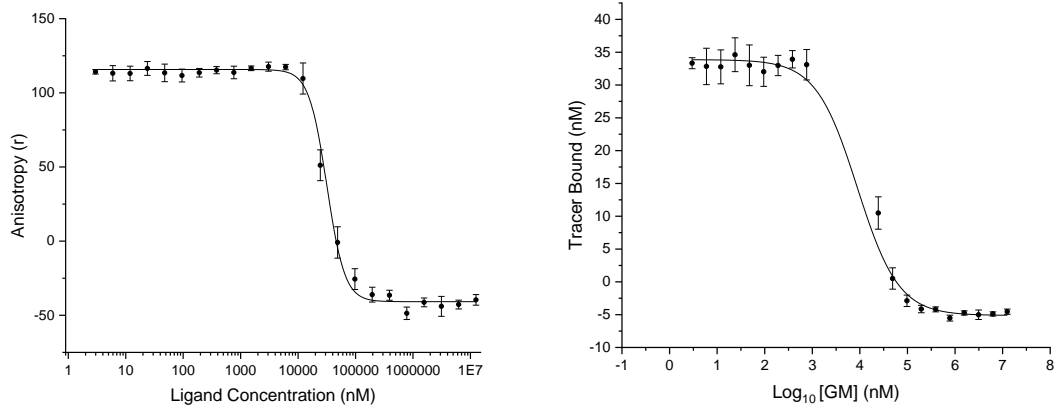 150
100
50
0
-50
Anisotropy (r)
1 10 100 1000 10000 100000 1000000 1E7
Ligand Concentration (nM)
40
35
30
25
20
15
10
5
0
-5
-10
Tracer Bound (nM)
-1 0 1 2 3 4 5 6 7 8
Log10 [GM] (nM)